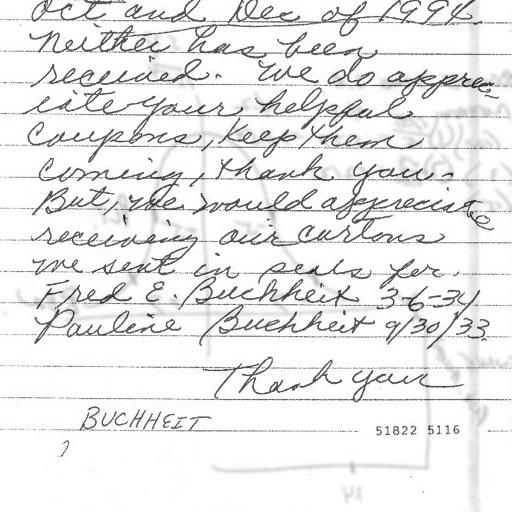 Oct and Dec of 1994.
Neither has been
received. We do apprec-
iate your, helpful
coupons, keep them
coming, thank you.
But, we would appreciate
receiving our cartons
we sent in seals for.
Fred E. Buchheit 3-6-34
Pauline Buchheit 9/30/33.
Thank you
BUCHHEIT
51822 5116